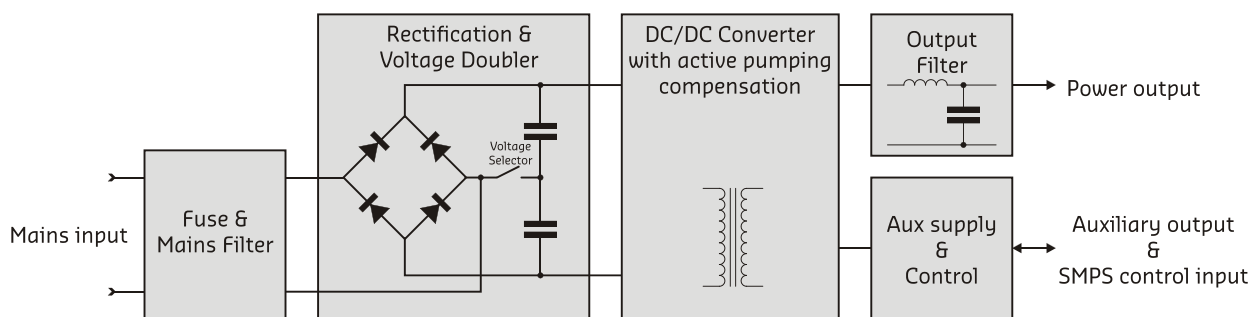 Rectification &
Voltage Doubler
DC/DC Converter
with active pumping
compensation
Output
Filter
Power output
Voltage
Selector
Mains input
Fuse &
Mains Filter
Aux supply
&
Control
Auxiliary output
&
SMPS control input